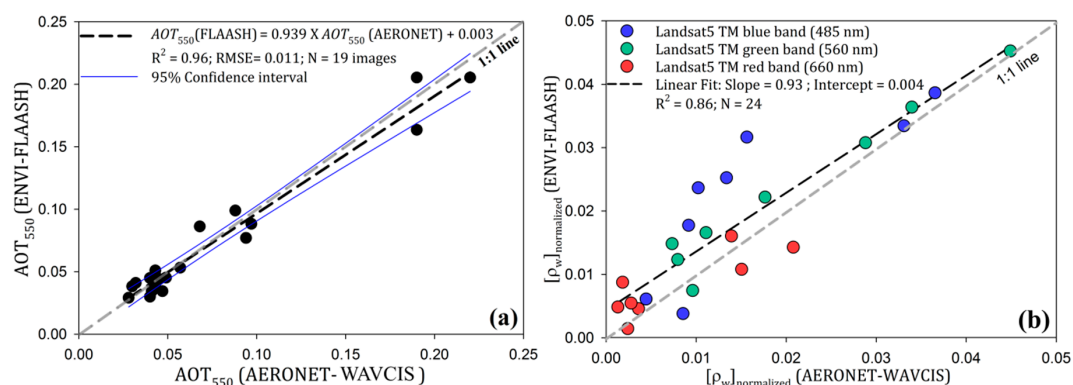 AOT550(FLAASH) = 0.939 X AOT550 (AERONET) + 0.003
R2 = 0.96; RMSE= 0.011; N = 19 images
95% Confidence interval
1:1 line
(a)
AOT550 (ENVI-FLAASH)
0.25
0.20
0.15
0.10
0.05
0.00
0.00 0.05 0.10 0.15 0.20 0.25
AOT550 (AERONET-WAVCIS )
Landsat5 TM blue band (485 nm)
Landsat5 TM green band (560 nm)
Landsat5 TM red band (660 nm)
Linear Fit: Slope = 0.93 ; Intercept = 0.004
R2 = 0.86; N = 24
1:1 line
(b)
[ρw]normalized (ENVI-FLAASH)
0.05
0.04
0.03
0.02
0.01
0.00
0.00 0.01 0.02 0.03 0.04 0.05
[ρw]normalized (AERONET-WAVCIS)